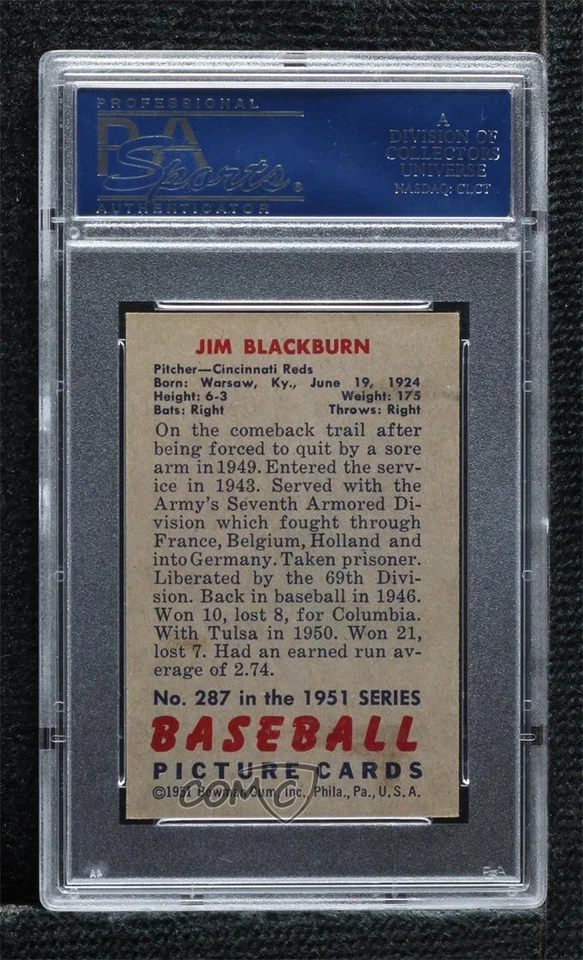 PROFESSIONAL
PSA
Sports®
AUTHENTICATOR
A
DIVISION OF
COLLECTORS
UNIVERSE
NASDAQ: CLCT
JIM BLACKBURN
Pitcher—Cincinnati Reds
Born: Warsaw, Ky., June 19, 1924
Height: 6-3 Weight: 175
Bats: Right Throws: Right
On the comeback trail after
being forced to quit by a sore
arm in 1949. Entered the serv-
ice in 1943. Served with the
Army's Seventh Armored Di-
vision which fought through
France, Belgium, Holland and
into Germany. Taken prisoner.
Liberated by the 69th Divi-
sion. Back in baseball in 1946.
Won 10, lost 8, for Columbia.
With Tulsa in 1950. Won 21,
lost 7. Had an earned run av-
erage of 2.74.
No. 287 in the 1951 SERIES
BASEBALL
PICTURE CARDS
©1951 Bowman Gum, Inc., Phila., Pa., U.S.A.
COMC
PSA